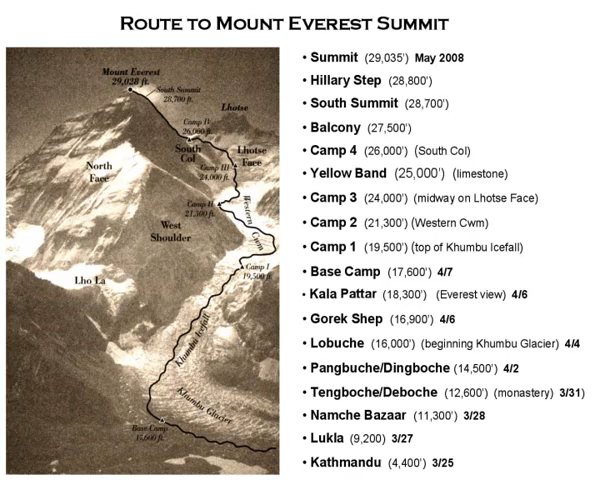 Route to Mount Everest Summit
Mount Everest
29,028 ft.
South Summit
28,700 ft.
Lhotse
Camp IV
26,000 ft.
South
Col
Lhotse
Face
Camp III
24,000 ft.
North
Face
Camp II
21,300 ft.
Western Cwm
West
Shoulder
Camp I
19,500 ft.
Lho La
Khumbu Icefall
Khumbu Glacier
Base Camp
17,600 ft.
• Summit (29,035') May 2008
• Hillary Step (28,800')
• South Summit (28,700')
• Balcony (27,500')
• Camp 4 (26,000') (South Col)
• Yellow Band (25,000') (limestone)
• Camp 3 (24,000') (midway on Lhotse Face)
• Camp 2 (21,300') (Western Cwm)
• Camp 1 (19,500') (top of Khumbu Icefall)
• Base Camp (17,600') 4/7
• Kala Pattar (18,300') (Everest view) 4/6
• Gorek Shep (16,900') 4/6
• Lobuche (16,000') (beginning Khumbu Glacier) 4/4
• Pangbuche/Dingboche (14,500') 4/2
• Tengboche/Deboche (12,600') (monastery) 3/31)
• Namche Bazaar (11,300') 3/28
• Lukla (9,200) 3/27
• Kathmandu (4,400') 3/25